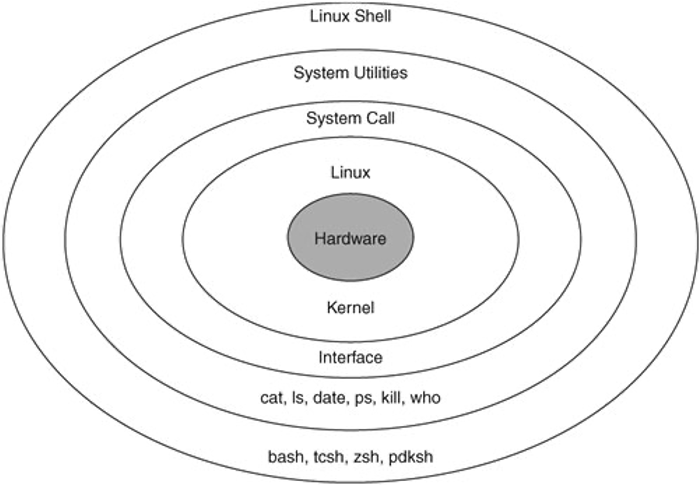 Linux Shell
System Utilities
System Call
Linux
Hardware
Kernel
Interface
cat, ls, date, ps, kill, who
bash, tcsh, zsh, pdksh